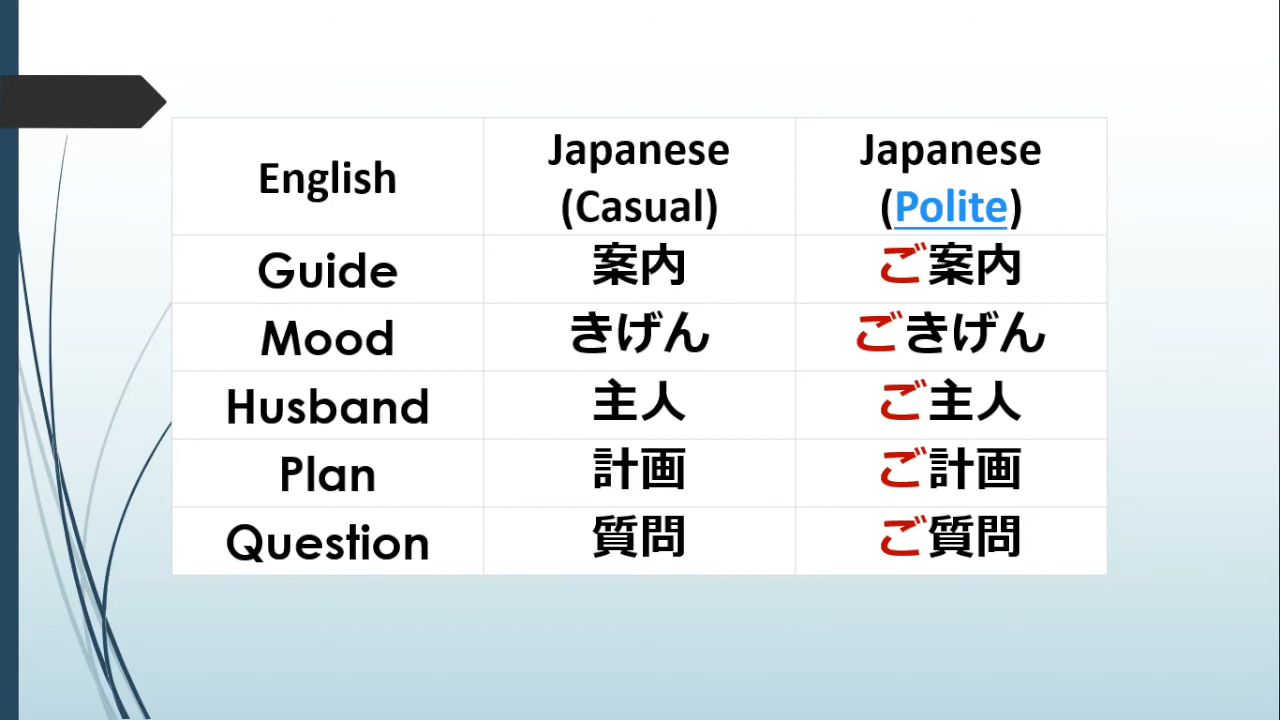 English Japanese (Casual) Japanese (Polite)
Guide 案内 ご案内
Mood きげん ごきげん
Husband 主人 ご主人
Plan 計画 ご計画
Question 質問 ご質問